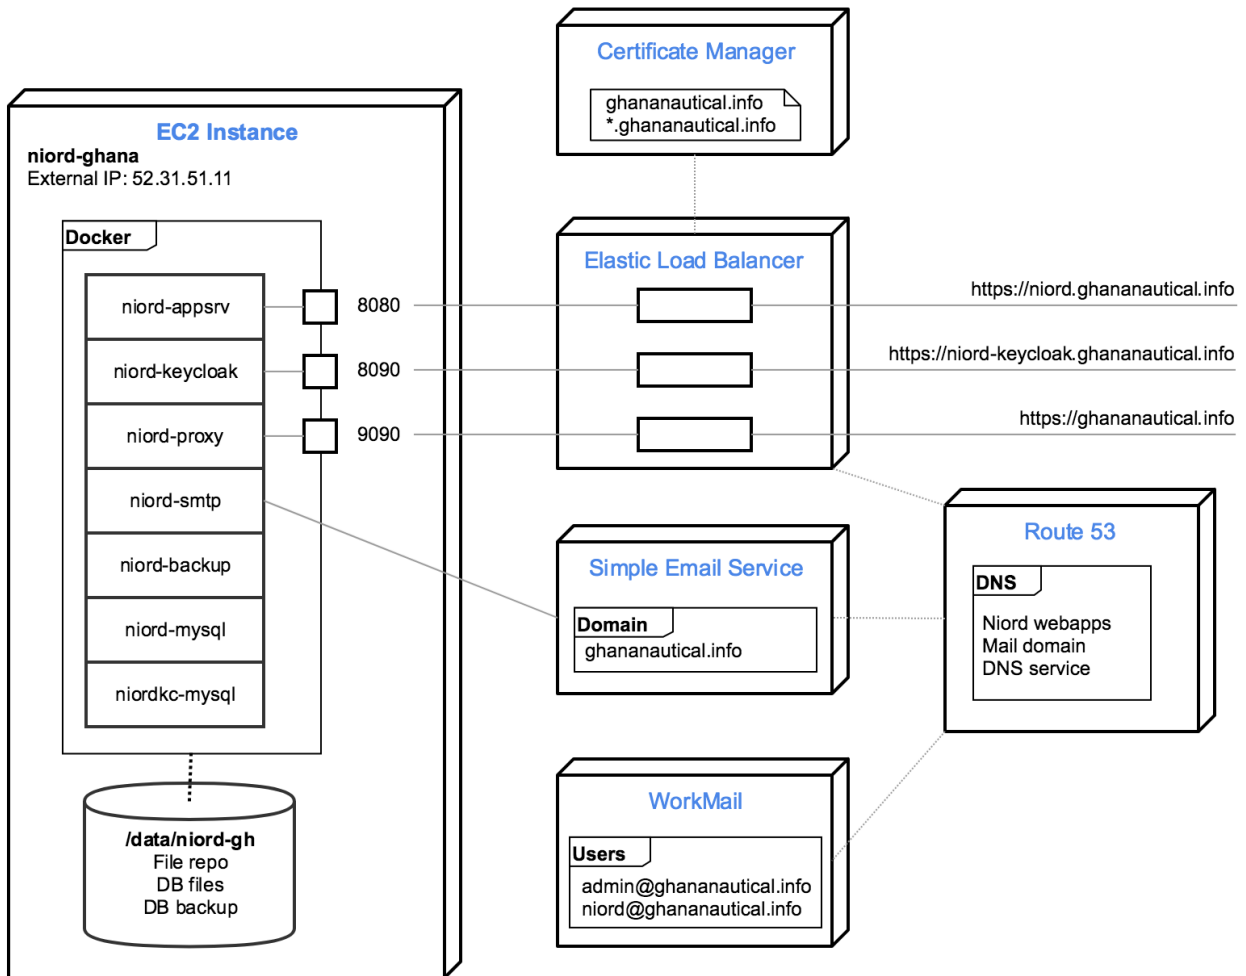 Certificate Manager
ghananautical.info
*.ghananautical.info
EC2 Instance
niord-ghana
External IP: 52.31.51.11
Docker
niord-appsrv
niord-keycloak
niord-proxy
niord-smtp
niord-backup
niord-mysql
niordkc-mysql
8080
8090
9090
/data/niord-gh
File repo
DB files
DB backup
Elastic Load Balancer
https://niord.ghananautical.info
https://niord-keycloak.ghananautical.info
https://ghananautical.info
Simple Email Service
Domain
ghananautical.info
Route 53
DNS
Niord webapps
Mail domain
DNS service
WorkMail
Users
admin@ghananautical.info
niord@ghananautical.info